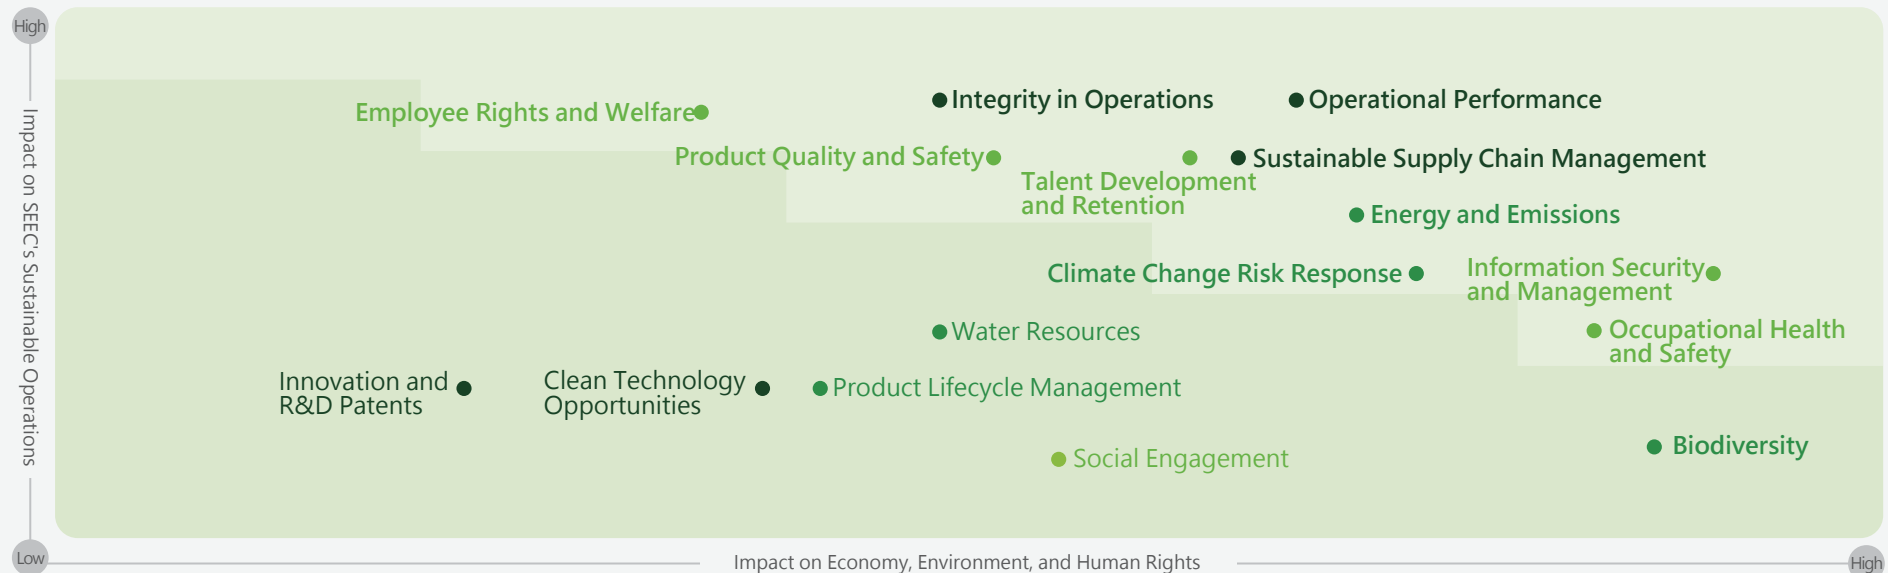 High
Impact on SEEC's Sustainable Operations
Low
Employee Rights and Welfare
Integrity in Operations
Operational Performance
Product Quality and Safety
Talent Development
and Retention
Sustainable Supply Chain Management
Energy and Emissions
Climate Change Risk Response
Information Security
and Management
Water Resources
Occupational Health
and Safety
Innovation and
R&D Patents
Clean Technology
Opportunities
Product Lifecycle Management
Social Engagement
Biodiversity
Impact on Economy, Environment, and Human Rights
High